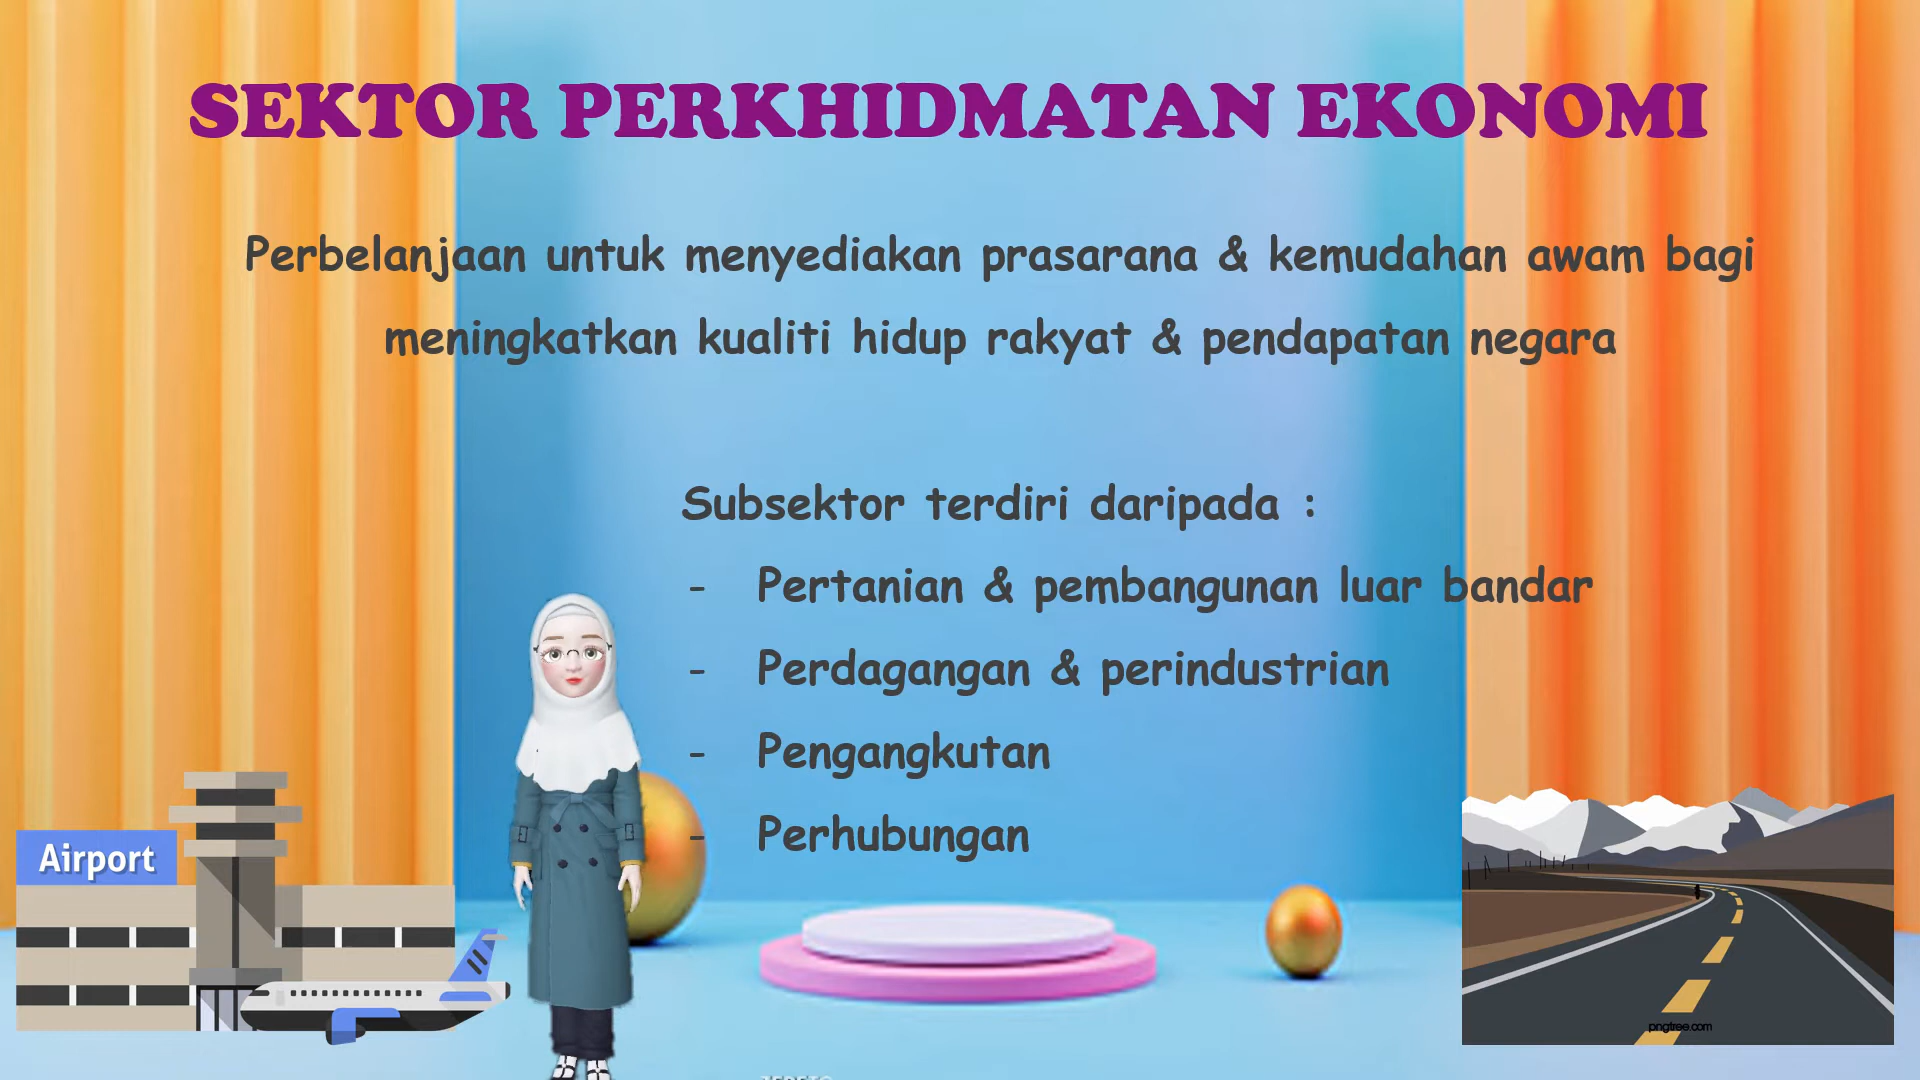 SEKTOR PERKHIDMATAN EKONOMI
Perbelanjaan untuk menyediakan prasarana & kemudahan awam bagi
meningkatkan kualiti hidup rakyat & pendapatan negara
Subsektor terdiri daripada :
- Pertanian & pembangunan luar bandar
- Perdagangan & perindustrian
- Pengangkutan
- Perhubungan
Airport
pngtree.com